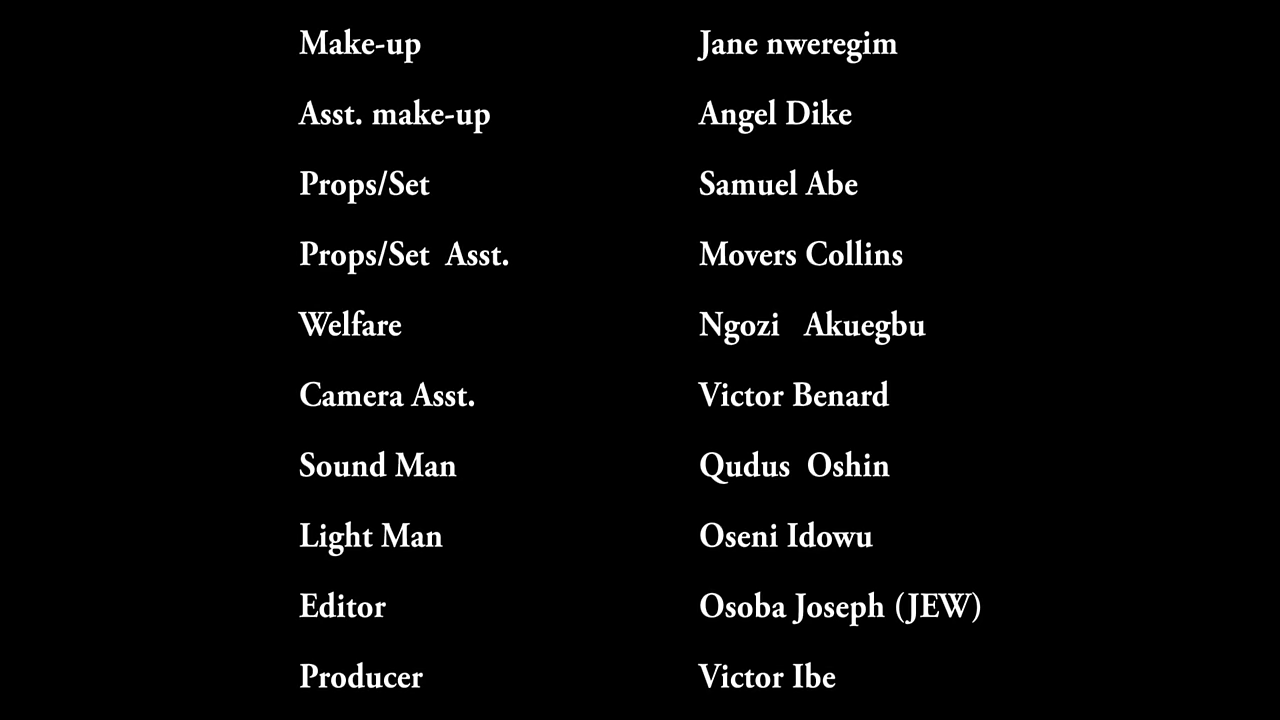 Make-up Jane nweregim
Asst. make-up Angel Dike
Props/Set Samuel Abe
Props/Set Asst. Movers Collins
Welfare Ngozi Akuegbu
Camera Asst. Victor Benard
Sound Man Qudus Oshin
Light Man Oseni Idowu
Editor Osoba Joseph (JEW)
Producer Victor Ibe